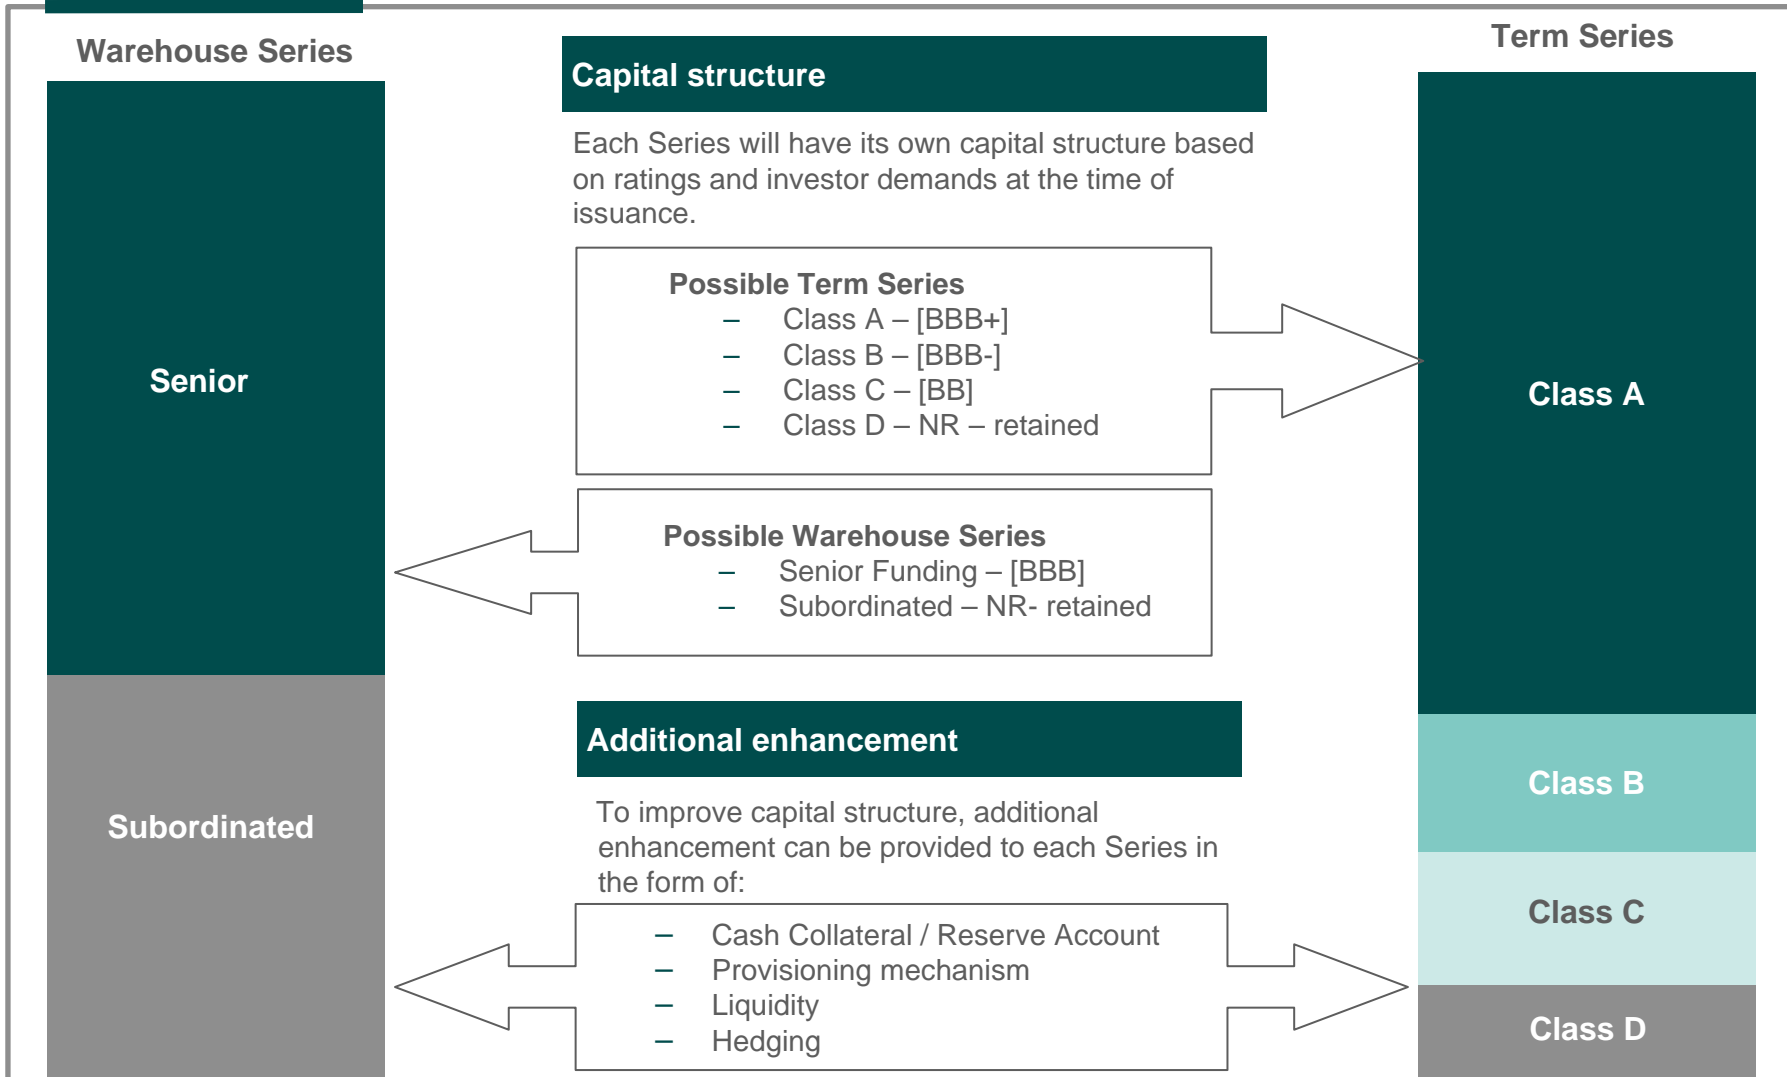 Warehouse Series
Senior
Subordinated
Capital structure
Each Series will have its own capital structure based
on ratings and investor demands at the time of
issuance.
Possible Term Series
– Class A – [BBB+]
– Class B – [BBB-]
– Class C – [BB]
– Class D – NR – retained
Possible Warehouse Series
– Senior Funding – [BBB]
– Subordinated – NR- retained
Additional enhancement
To improve capital structure, additional
enhancement can be provided to each Series in
the form of:
– Cash Collateral / Reserve Account
– Provisioning mechanism
– Liquidity
– Hedging
Term Series
Class A
Class B
Class C
Class D